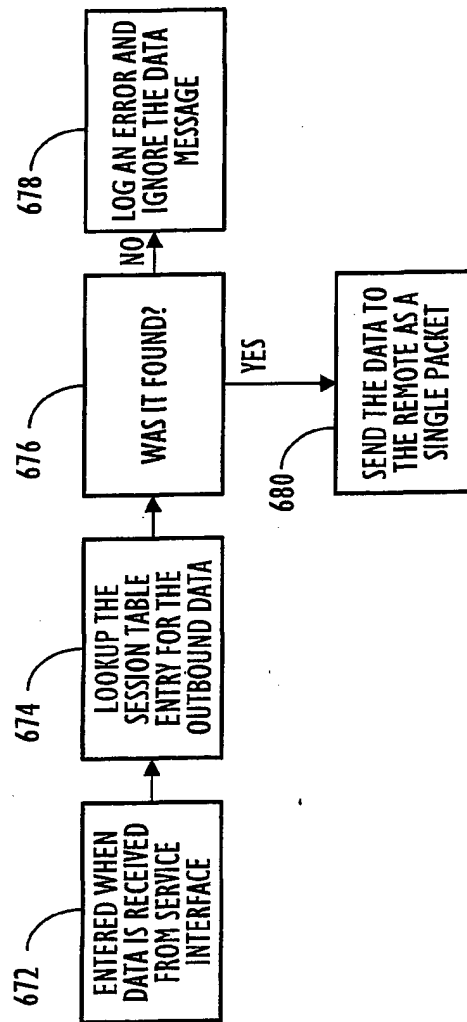 672
ENTERED WHEN
DATA IS RECEIVED
FROM SERVICE
INTERFACE
674
LOOKUP THE
SESSION TABLE
ENTRY FOR THE
OUTBOUND DATA
676
WAS IT FOUND?
NO
678
LOG AN ERROR AND
IGNORE THE DATA
MESSAGE
YES
680
SEND THE DATA TO
THE REMOTE AS A
SINGLE PACKET